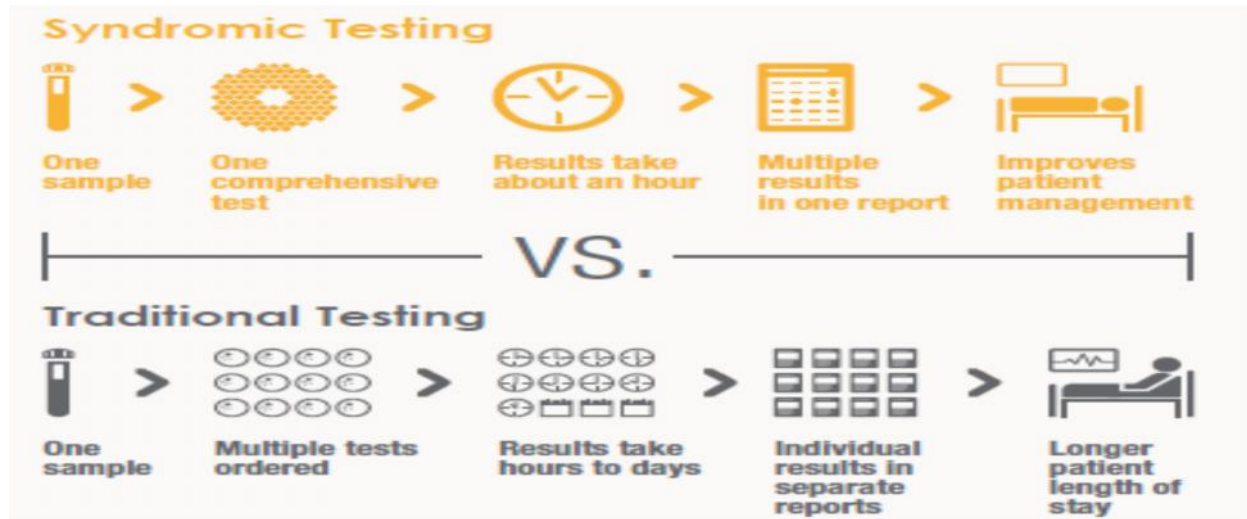 Syndromic Testing
One
sample
One
comprehensive
test
Results take
about an hour
Multiple
results
in one report
Improves
patient
management
VS.
Traditional Testing
One
sample
Multiple tests
ordered
Results take
hours to days
Individual
results in
separate
reports
Longer
patient
length of
stay